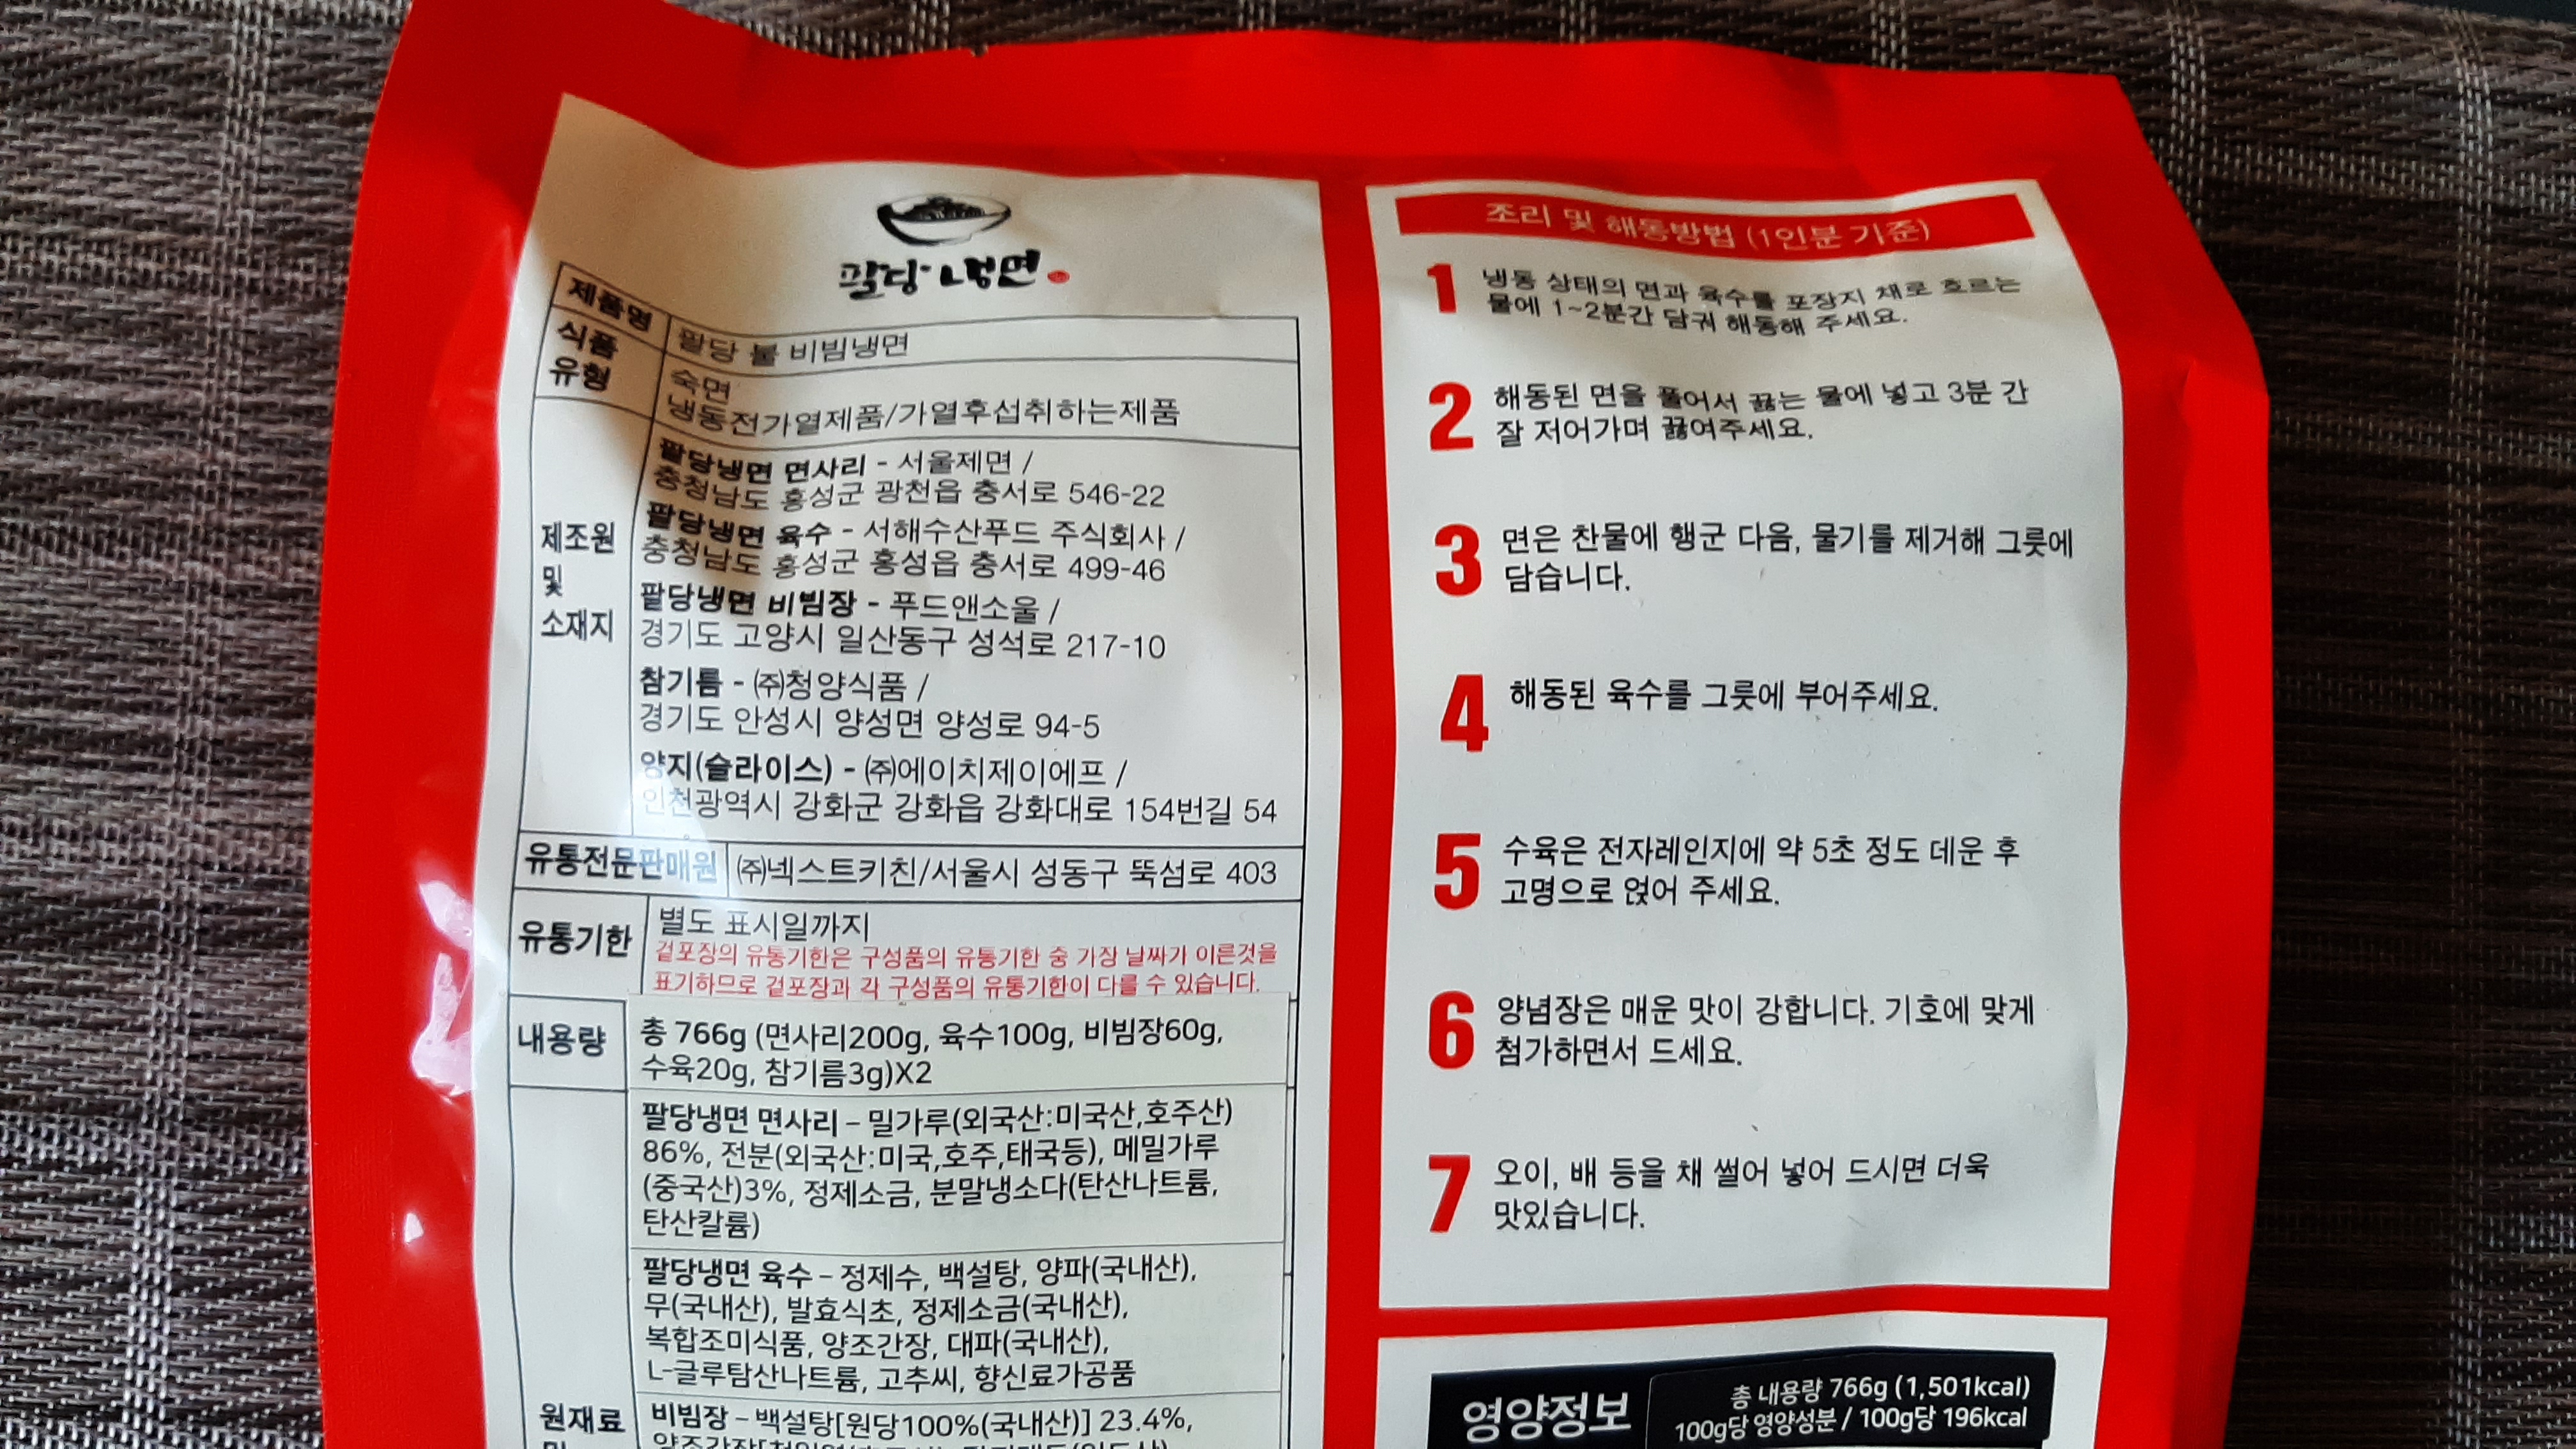 팔당냉면
제품명
팔당 불 비빔냉면
식품
유형
숙면
냉동전가열제품/가열후섭취하는제품
제조원
및
소재지
팔당냉면 면사리 - 서울제면 /
충청남도 홍성군 광천읍 충서로 546-22
팔당냉면 육수 - 서해수산푸드 주식회사 /
충청남도 홍성군 홍성읍 충서로 499-46
팔당냉면 비빔장 - 푸드앤소울 /
경기도 고양시 일산동구 성석로 217-10
참기름 - ㈜청양식품 /
경기도 안성시 양성면 양성로 94-5
양지(슬라이스) - ㈜에이치제이에프 /
인천광역시 강화군 강화읍 강화대로 154번길 54
유통전문판매원
㈜넥스트키친/서울시 성동구 뚝섬로 403
유통기한
별도 표시일까지
겉포장의 유통기한은 구성품의 유통기한 중 가장 날짜가 이른것을
표기하므로 겉포장과 각 구성품의 유통기한이 다를 수 있습니다.
내용량
총 766g (면사리200g, 육수100g, 비빔장60g,
수육20g, 참기름3g)X2
팔당냉면 면사리 – 밀가루(외국산:미국산,호주산)
86%, 전분(외국산:미국,호주,태국등), 메밀가루
(중국산)3%, 정제소금, 분말냉소다(탄산나트륨,
탄산칼륨)
팔당냉면 육수 – 정제수, 백설탕, 양파(국내산),
무(국내산), 발효식초, 정제소금(국내산),
복합조미식품, 양조간장, 대파(국내산),
L-글루탐산나트륨, 고추씨, 향신료가공품
원재료
비빔장 – 백설탕[원당100%(국내산)] 23.4%,
조리 및 해동방법 (1인분 기준)
1 냉동 상태의 면과 육수를 포장지 채로 흐르는
물에 1~2분간 담궈 해동해 주세요.
2 해동된 면을 풀어서 끓는 물에 넣고 3분 간
잘 저어가며 끓여주세요.
3 면은 찬물에 행군 다음, 물기를 제거해 그릇에
담습니다.
4 해동된 육수를 그릇에 부어주세요.
5 수육은 전자레인지에 약 5초 정도 데운 후
고명으로 얹어 주세요.
6 양념장은 매운 맛이 강합니다. 기호에 맞게
첨가하면서 드세요.
7 오이, 배 등을 채 썰어 넣어 드시면 더욱
맛있습니다.
영양정보
총 내용량 766g (1,501kcal)
100g당 영양성분 / 100g당 196kcal